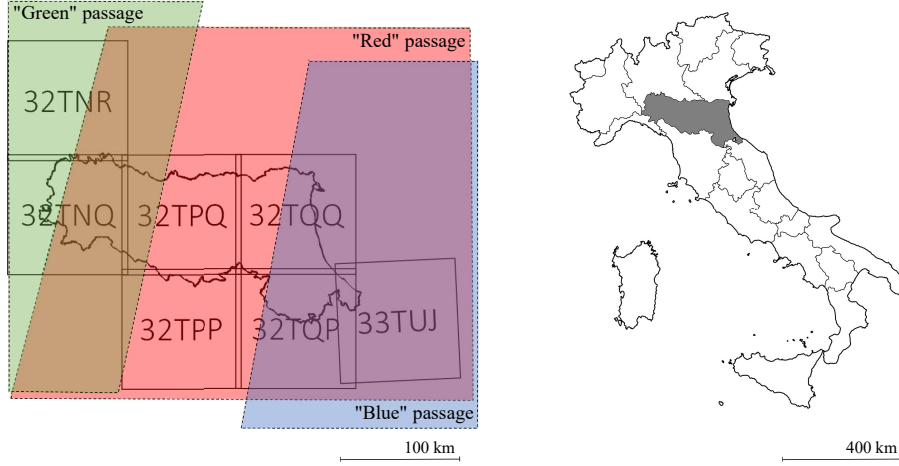 "Green" passage
"Red" passage
"Blue" passage
32TNR
32TNQ
32TPQ
32TQQ
32TPP
32TQP
33TUJ
100 km
400 km